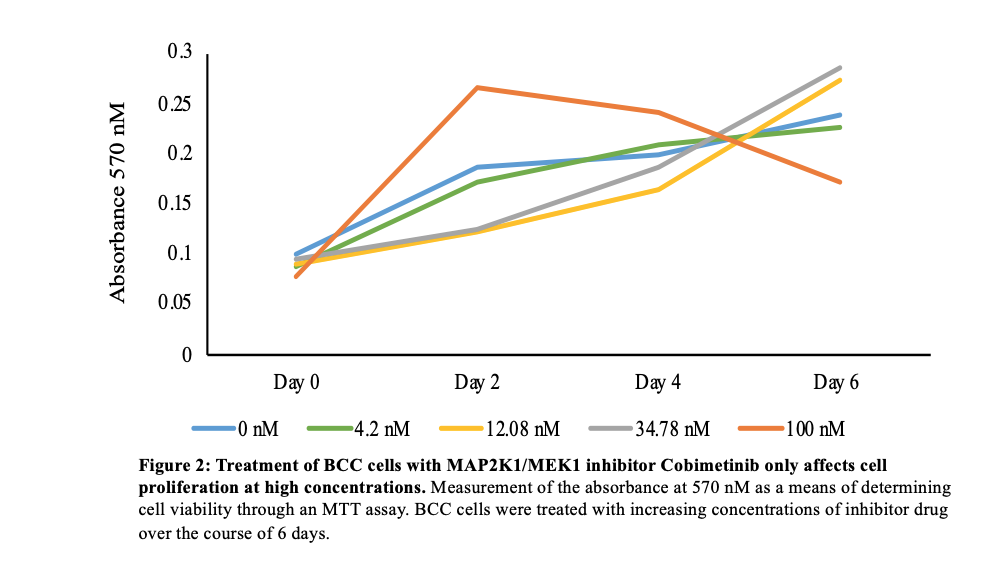 0.3
0.25
0.2
0.15
0.1
0.05
0
Absorbance 570 nM
Day 0 Day 2 Day 4 Day 6
0 nM 4.2 nM 12.08 nM 34.78 nM 100 nM
Figure 2: Treatment of BCC cells with MAP2K1/MEK1 inhibitor Cobimetinib only affects cell
proliferation at high concentrations. Measurement of the absorbance at 570 nM as a means of determining
cell viability through an MTT assay. BCC cells were treated with increasing concentrations of inhibitor drug
over the course of 6 days.